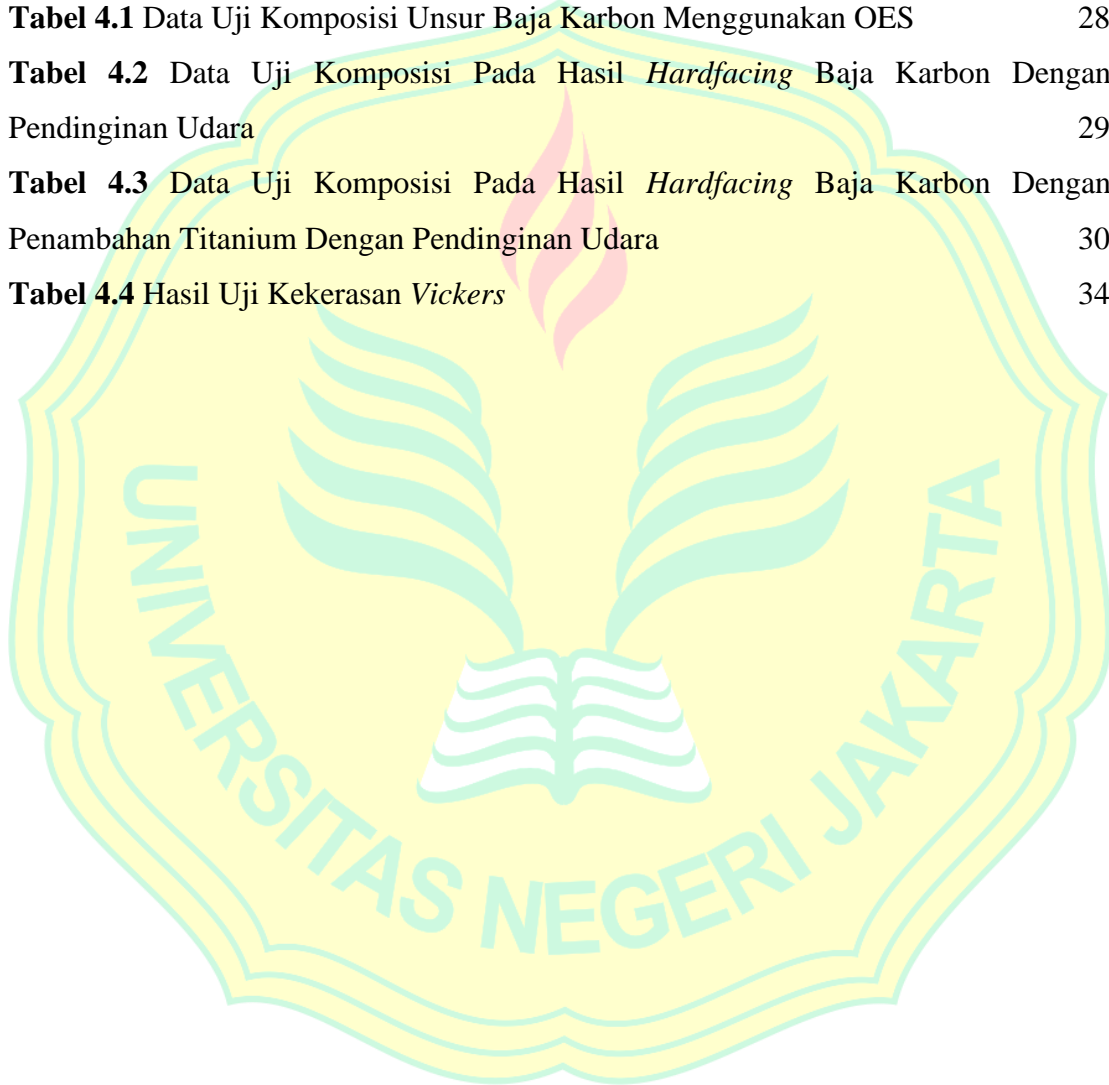 Tabel 4.1 Data Uji Komposisi Unsur Baja Karbon Menggunakan OES 28
Tabel 4.2 Data Uji Komposisi Pada Hasil Hardfacing Baja Karbon Dengan
Pendinginan Udara 29
Tabel 4.3 Data Uji Komposisi Pada Hasil Hardfacing Baja Karbon Dengan
Penambahan Titanium Dengan Pendinginan Udara 30
Tabel 4.4 Hasil Uji Kekerasan Vickers 34
UNIVERSITAS NEGERI JAKARTA